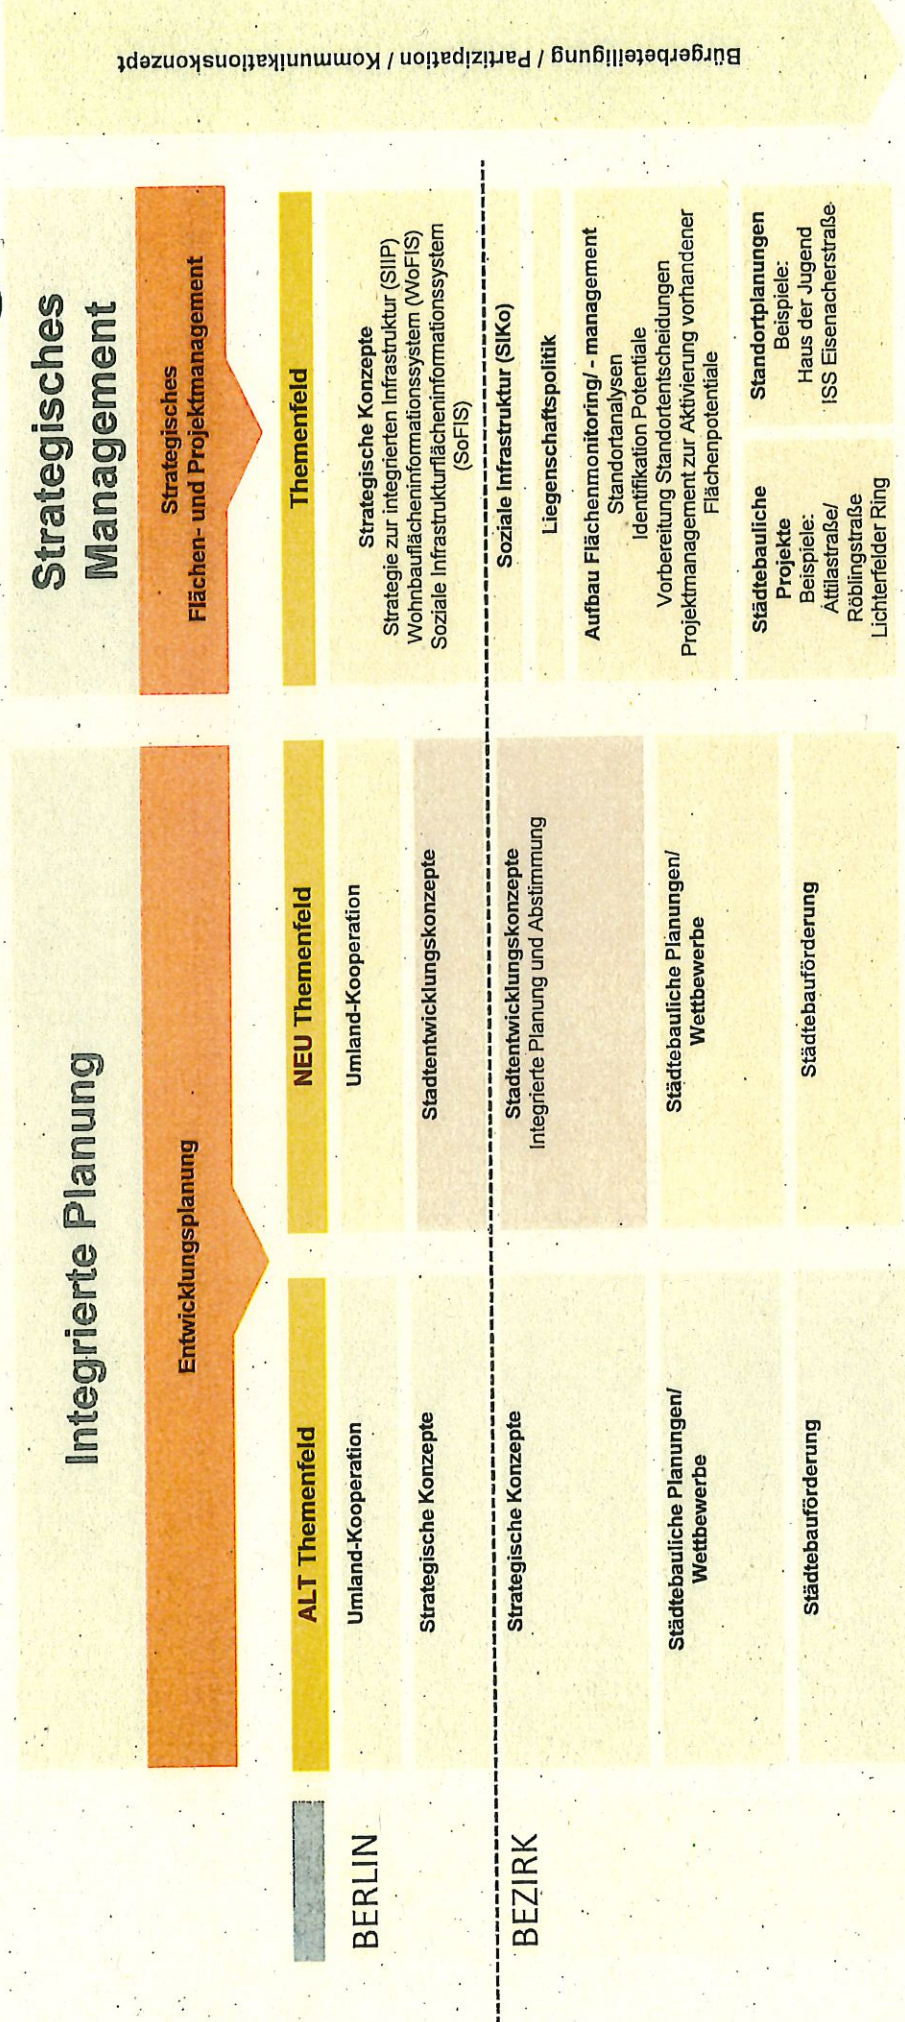 Integrierte Planung
Strategisches
Management
Entwicklungsplanung
Strategisches
Flächen- und Projektmanagement
ALT Themenfeld
NEU Themenfeld
Themenfeld
BERLIN
Umland-Kooperation
Strategische Konzepte
Umland-Kooperation
Stadtentwicklungskonzepte
Strategische Konzepte
Strategie zur integrierten Infrastruktur (SIIP)
Wohnbauflächeninformationssystem (WoFIS)
Soziale Infrastrukturflächeninformationssystem
(SoFIS)
BEZIRK
Strategische Konzepte
Städtebauliche Planungen/
Wettbewerbe
Städtebauförderung
Stadtentwicklungskonzepte
Integrierte Planung und Abstimmung
Städtebauliche Planungen/
Wettbewerbe
Städtebauförderung
Soziale Infrastruktur (SIKo)
Liegenschaftspolitik
Aufbau Flächenmonitoring/ - management
Standortanalysen
Identifikation Potentiale
Vorbereitung Standortentscheidungen
Projektmanagement zur Aktivierung vorhandener
Flächenpotentiale
Städtebauliche
Projekte
Beispiele:
Attilastraße/
Röblingstraße
Lichterfelder Ring
Standortplanungen
Beispiele:
Haus der Jugend
ISS Eisenacherstraße
Bürgerbeteiligung / Partizipation / Kommunikationskonzept